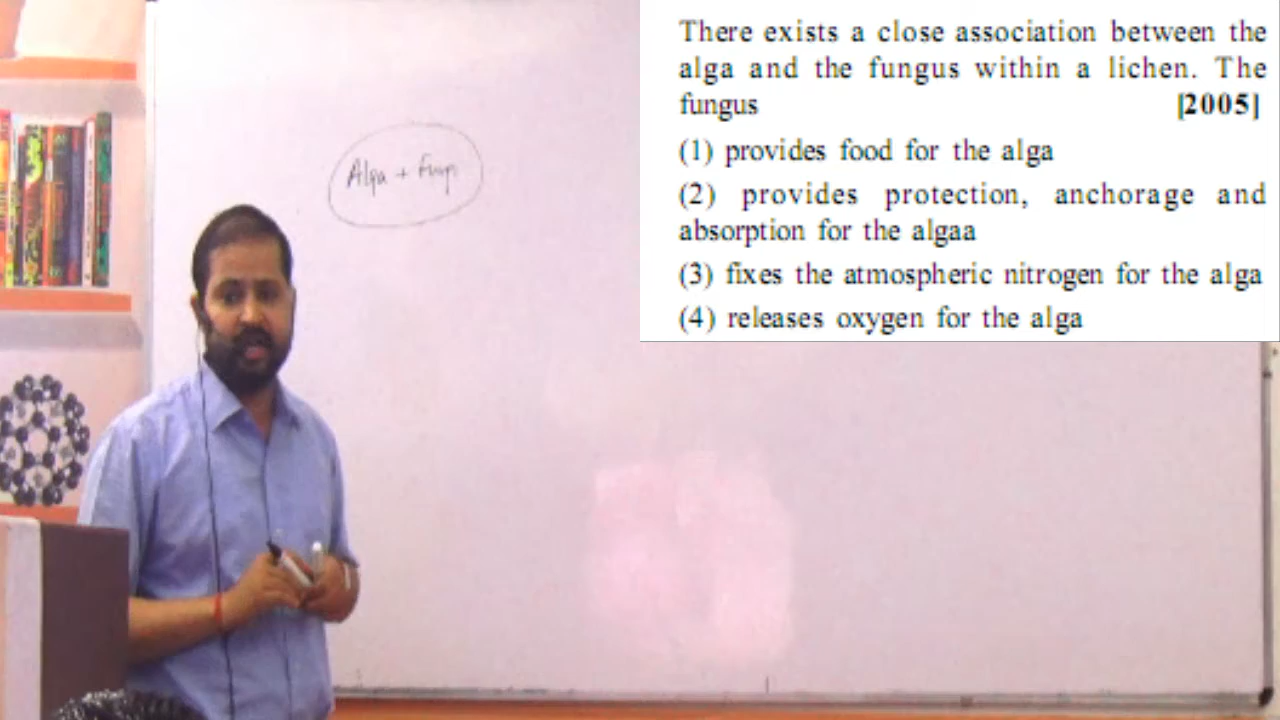 There exists a close association between the
alga and the fungus within a lichen. The
fungus [2005]
(1) provides food for the alga
(2) provides protection, anchorage and
absorption for the algaa
(3) fixes the atmospheric nitrogen for the alga
(4) releases oxygen for the alga
Alga + Fungi